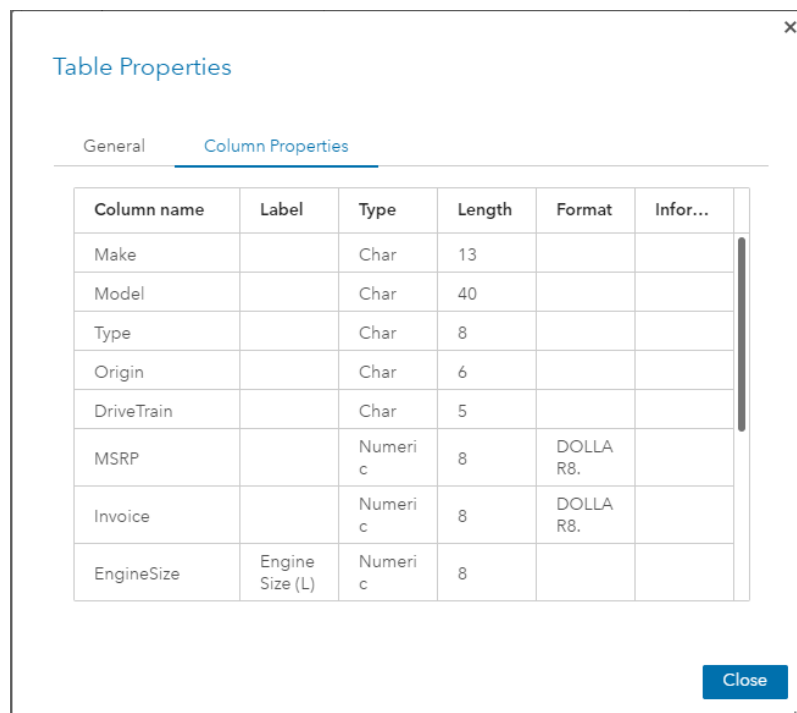 ×
Table Properties
General Column Properties
Column name Label Type Length Format Infor...
Make Char 13
Model Char 40
Type Char 8
Origin Char 6
DriveTrain Char 5
MSRP Numeri
c 8 DOLLA
R8.
Invoice Numeri
c 8 DOLLA
R8.
EngineSize Engine
Size (L) Numeri
c 8
Close